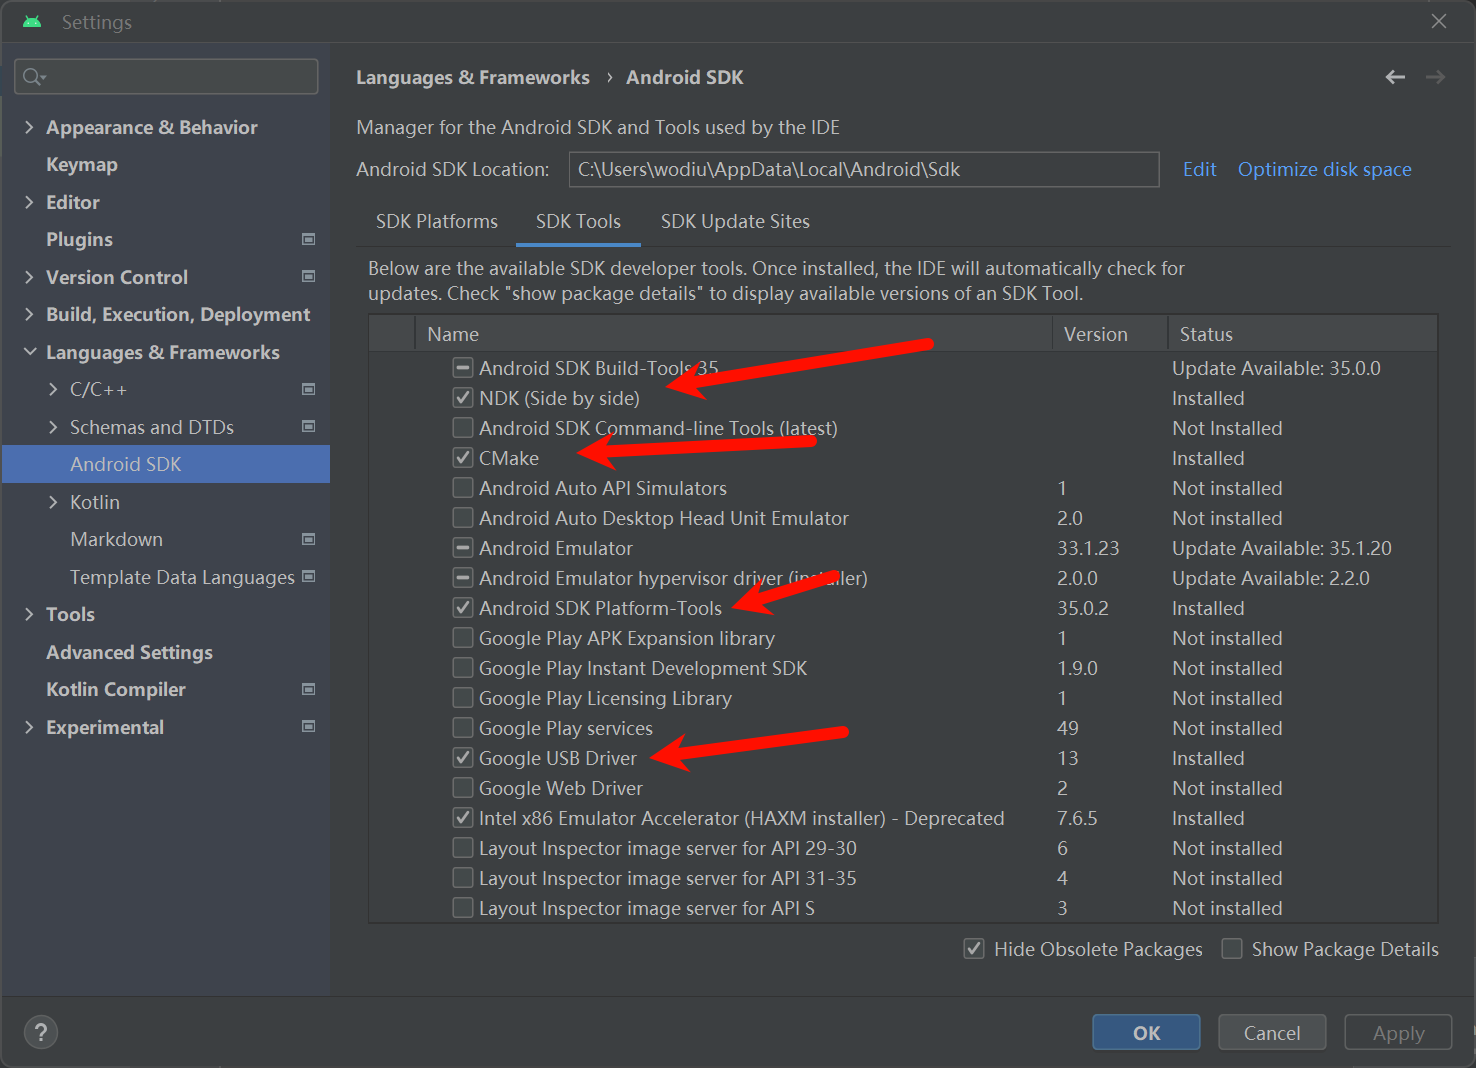 Settings
Languages & Frameworks › Android SDK
Appearance & Behavior
Keymap
Editor
Plugins
Version Control
Build, Execution, Deployment
Languages & Frameworks
C/C++
Schemas and DTDs
Android SDK
Kotlin
Markdown
Template Data Languages
Tools
Advanced Settings
Kotlin Compiler
Experimental
Manager for the Android SDK and Tools used by the IDE
Android SDK Location: C:\Users\wodiu\AppData\Local\Android\Sdk Edit Optimize disk space
SDK Platforms SDK Tools SDK Update Sites
Below are the available SDK developer tools. Once installed, the IDE will automatically check for
updates. Check "show package details" to display available versions of an SDK Tool.
Name Version Status
Android SDK Build-Tools 35 Update Available: 35.0.0
NDK (Side by side) Installed
Android SDK Command-line Tools (latest) Not Installed
CMake Installed
Android Auto API Simulators 1 Not installed
Android Auto Desktop Head Unit Emulator 2.0 Not installed
Android Emulator 33.1.23 Update Available: 35.1.20
Android Emulator hypervisor driver (installer) 2.0.0 Update Available: 2.2.0
Android SDK Platform-Tools 35.0.2 Installed
Google Play APK Expansion library 1 Not installed
Google Play Instant Development SDK 1.9.0 Not installed
Google Play Licensing Library 1 Not installed
Google Play services 49 Not installed
Google USB Driver 13 Installed
Google Web Driver 2 Not installed
Intel x86 Emulator Accelerator (HAXM installer) - Deprecated 7.6.5 Installed
Layout Inspector image server for API 29-30 6 Not installed
Layout Inspector image server for API 31-35 4 Not installed
Layout Inspector image server for API S 3 Not installed
Hide Obsolete Packages Show Package Details
? OK Cancel Apply